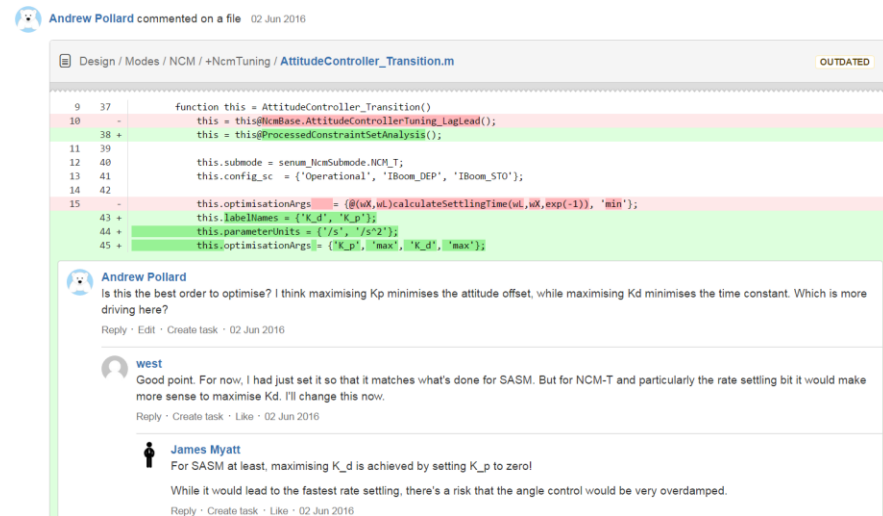 Andrew Pollard commented on a file 02 Jun 2016
Design / Modes / NCM / +NcmTuning / AttitudeController_Transition.m OUTDATED
9 37 function this = AttitudeController_Transition()
10 - this = this@NcmBase.AttitudeControllerTuning_LagLead();
38 + this = this@ProcessedConstraintSetAnalysis();
11 39
12 40 this.submode = senum_NcmSubmode.NCM_T;
13 41 this.config_sc = {'Operational', 'IBoom_DEP', 'IBoom_STO'};
14 42
15 - this.optimisationArgs = {@(wX,wL)calculateSettlingTime(wL,wX,exp(-1)), 'min'};
43 + this.labelNames = {'K_d', 'K_p'};
44 + this.parameterUnits = {'/s', '/s^2'};
45 + this.optimisationArgs = {'K_p', 'max', 'K_d', 'max'};
Andrew Pollard
Is this the best order to optimise? I think maximising Kp minimises the attitude offset, while maximising Kd minimises the time constant. Which is more
driving here?
Reply · Edit · Create task · 02 Jun 2016
west
Good point. For now, I had just set it so that it matches what's done for SASM. But for NCM-T and particularly the rate settling bit it would make
more sense to maximise Kd. I'll change this now.
Reply · Create task · Like · 02 Jun 2016
James Myatt
For SASM at least, maximising K_d is achieved by setting K_p to zero!
While it would lead to the fastest rate settling, there's a risk that the angle control would be very overdamped.
Reply · Create task · Like · 02 Jun 2016